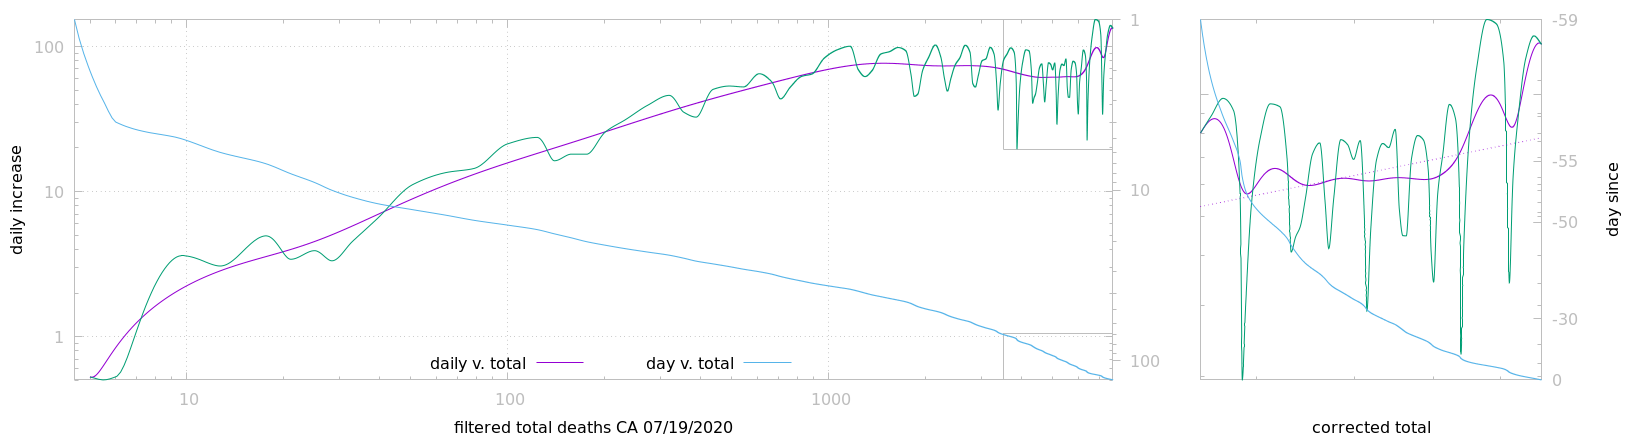 daily increase
100
10
1
10
100
1000
1
10
100
daily v. total
day v. total
filtered total deaths CA 07/19/2020
-59
-55
-50
-30
0
day since
corrected total